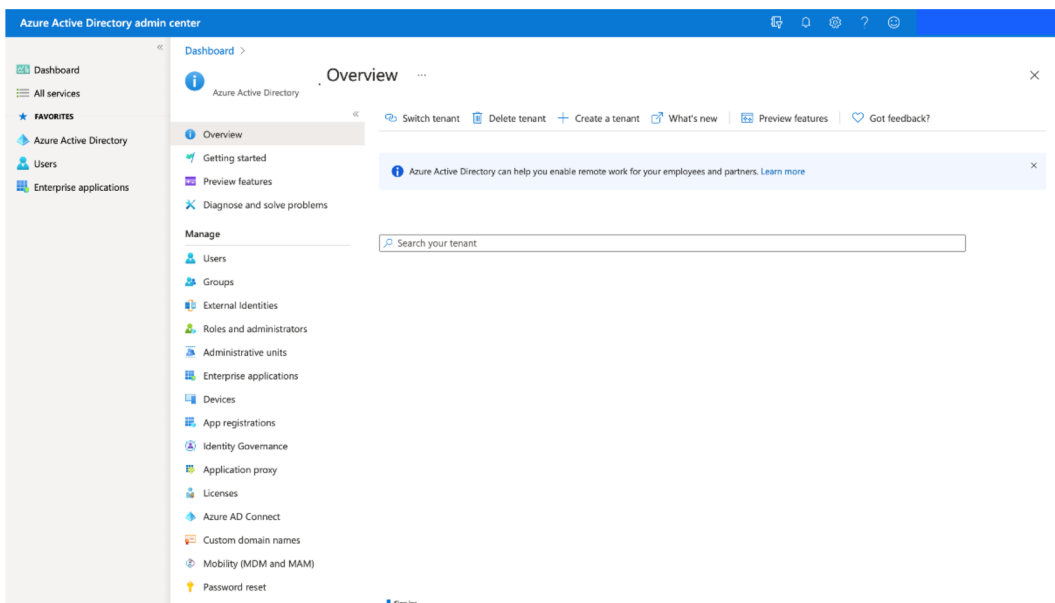 Azure Active Directory admin center
Dashboard
All services
FAVORITES
Azure Active Directory
Users
Enterprise applications
Dashboard >
. Overview ...
Azure Active Directory
Overview
Getting started
Preview features
Diagnose and solve problems
Manage
Users
Groups
External Identities
Roles and administrators
Administrative units
Enterprise applications
Devices
App registrations
Identity Governance
Application proxy
Licenses
Azure AD Connect
Custom domain names
Mobility (MDM and MAM)
Password reset
Switch tenant Delete tenant Create a tenant What's new Preview features Got feedback?
Azure Active Directory can help you enable remote work for your employees and partners. Learn more
Search your tenant